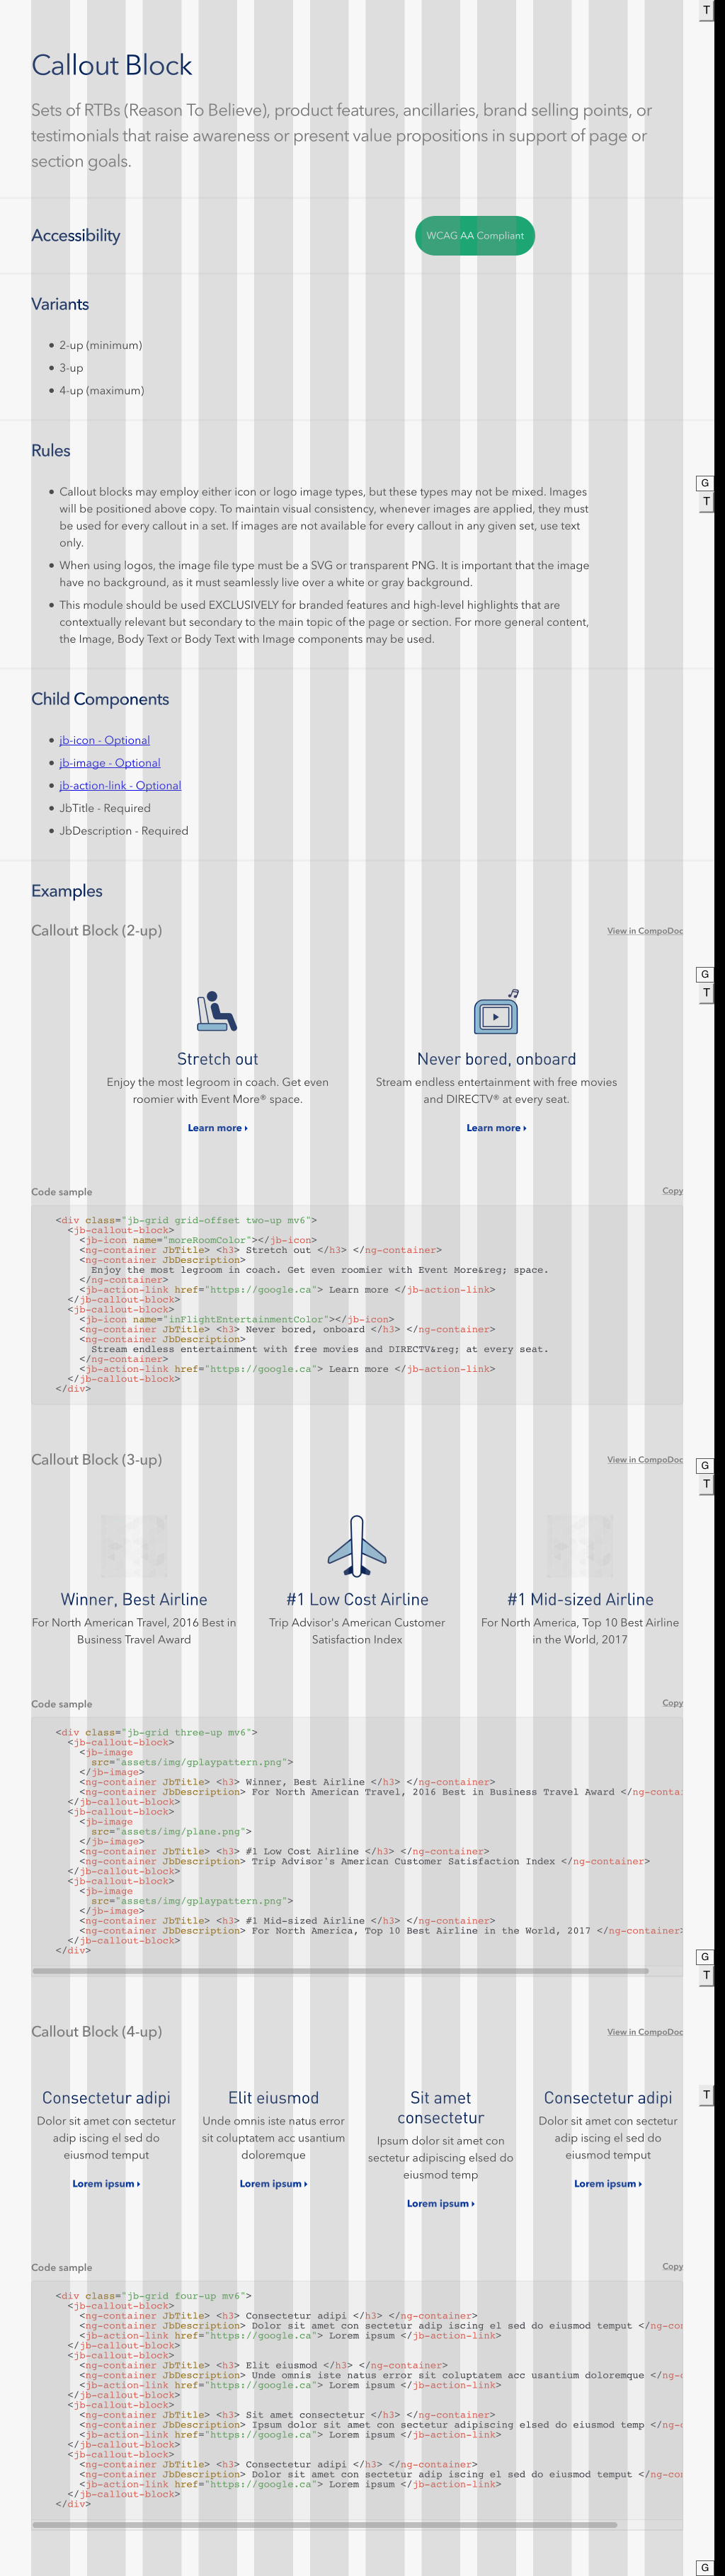 T
Callout Block
Sets of RTBs (Reason To Believe), product features, ancillaries, brand selling points, or
testimonials that raise awareness or present value propositions in support of page or
section goals.
Accessibility
WCAG AA Compliant
Variants
• 2-up (minimum)
• 3-up
• 4-up (maximum)
Rules
G
T
• Callout blocks may employ either icon or logo image types, but these types may not be mixed. Images
will be positioned above copy. To maintain visual consistency, whenever images are applied, they must
be used for every callout in a set. If images are not available for every callout in any given set, use text
only.
• When using logos, the image file type must be a SVG or transparent PNG. It is important that the image
have no background, as it must seamlessly live over a white or gray background.
• This module should be used EXCLUSIVELY for branded features and high-level highlights that are
contextually relevant but secondary to the main topic of the page or section. For more general content,
the Image, Body Text or Body Text with Image components may be used.
Child Components
• jb-icon - Optional
• jb-image - Optional
• jb-action-link - Optional
• JbTitle - Required
• JbDescription - Required
Examples
Callout Block (2-up)
View in CompoDoc
G
T
Stretch out
Enjoy the most legroom in coach. Get even
roomier with Event More® space.
Learn more
Never bored, onboard
Stream endless entertainment with free movies
and DIRECTV® at every seat.
Learn more
Code sample
Copy
<div class="jb-grid grid-offset two-up mv6">
<jb-callout-block>
<jb-icon name="moreRoomColor"></jb-icon>
<ng-container JbTitle> <h3> Stretch out </h3> </ng-container>
<ng-container JbDescription>
Enjoy the most legroom in coach. Get even roomier with Event More&reg; space.
</ng-container>
<jb-action-link href="https://google.ca"> Learn more </jb-action-link>
</jb-callout-block>
<jb-callout-block>
<jb-icon name="inFlightEntertainmentColor"></jb-icon>
<ng-container JbTitle> <h3> Never bored, onboard </h3> </ng-container>
<ng-container JbDescription>
Stream endless entertainment with free movies and DIRECTV&reg; at every seat.
</ng-container>
<jb-action-link href="https://google.ca"> Learn more </jb-action-link>
</jb-callout-block>
</div>
Callout Block (3-up)
View in CompoDoc
G
T
Winner, Best Airline
For North American Travel, 2016 Best in
Business Travel Award
#1 Low Cost Airline
Trip Advisor's American Customer
Satisfaction Index
#1 Mid-sized Airline
For North America, Top 10 Best Airline
in the World, 2017
Code sample
Copy
<div class="jb-grid three-up mv6">
<jb-callout-block>
<jb-image
src="assets/img/gplaypattern.png">
</jb-image>
<ng-container JbTitle> <h3> Winner, Best Airline </h3> </ng-container>
<ng-container JbDescription> For North American Travel, 2016 Best in Business Travel Award </ng-contai
</jb-callout-block>
<jb-callout-block>
<jb-image
src="assets/img/plane.png">
</jb-image>
<ng-container JbTitle> <h3> #1 Low Cost Airline </h3> </ng-container>
<ng-container JbDescription> Trip Advisor's American Customer Satisfaction Index </ng-container>
</jb-callout-block>
<jb-callout-block>
<jb-image
src="assets/img/gplaypattern.png">
</jb-image>
<ng-container JbTitle> <h3> #1 Mid-sized Airline </h3> </ng-container>
<ng-container JbDescription> For North America, Top 10 Best Airline in the World, 2017 </ng-container>
</jb-callout-block>
</div>
G
T
Callout Block (4-up)
View in CompoDoc
T
Consectetur adipi
Dolor sit amet con sectetur
adip iscing el sed do
eiusmod temput
Lorem ipsum
Elit eiusmod
Unde omnis iste natus error
sit coluptatem acc usantium
doloremque
Lorem ipsum
Sit amet
consectetur
Ipsum dolor sit amet con
sectetur adipiscing elsed do
eiusmod temp
Lorem ipsum
Consectetur adipi
Dolor sit amet con sectetur
adip iscing el sed do
eiusmod temput
Lorem ipsum
Code sample
Copy
<div class="jb-grid four-up mv6">
<jb-callout-block>
<ng-container JbTitle> <h3> Consectetur adipi </h3> </ng-container>
<ng-container JbDescription> Dolor sit amet con sectetur adip iscing el sed do eiusmod temput </ng-con
<jb-action-link href="https://google.ca"> Lorem ipsum </jb-action-link>
</jb-callout-block>
<jb-callout-block>
<ng-container JbTitle> <h3> Elit eiusmod </h3> </ng-container>
<ng-container JbDescription> Unde omnis iste natus error sit coluptatem acc usantium doloremque </ng-c
<jb-action-link href="https://google.ca"> Lorem ipsum </jb-action-link>
</jb-callout-block>
<jb-callout-block>
<ng-container JbTitle> <h3> Sit amet consectetur </h3> </ng-container>
<ng-container JbDescription> Ipsum dolor sit amet con sectetur adipiscing elsed do eiusmod temp </ng-c
<jb-action-link href="https://google.ca"> Lorem ipsum </jb-action-link>
</jb-callout-block>
<jb-callout-block>
<ng-container JbTitle> <h3> Consectetur adipi </h3> </ng-container>
<ng-container JbDescription> Dolor sit amet con sectetur adip iscing el sed do eiusmod temput </ng-con
<jb-action-link href="https://google.ca"> Lorem ipsum </jb-action-link>
</jb-callout-block>
</div>
G